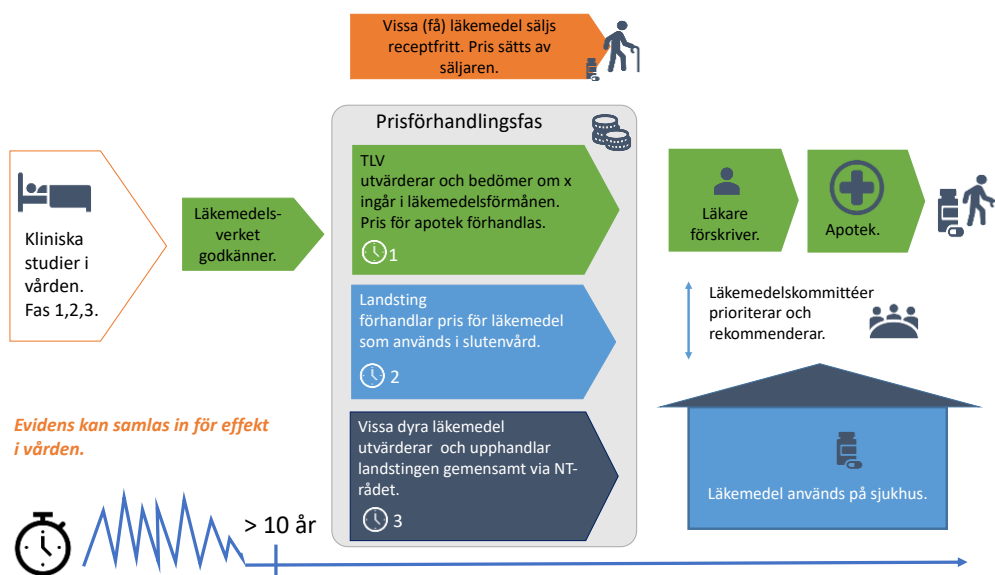 Vissa (få) läkemedel säljs
receptfritt. Pris sätts av
säljaren.
Prisförhandlingsfas
Kliniska
studier i
vården.
Fas 1,2,3.
Läkemedels-
verket
godkänner.
TLV
utvärderar och bedömer om x
ingår i läkemedelsförmånen.
Pris för apotek förhandlas.
1
Landsting
förhandlar pris för läkemedel
som används i slutenvård.
2
Vissa dyra läkemedel
utvärderar och upphandlar
landstingen gemensamt via NT-
rådet.
3
Läkare
förskriver.
Apotek.
Läkemedelskommittéer
prioriterar och
rekommenderar.
Läkemedel används på sjukhus.
Evidens kan samlas in för effekt
i vården.
> 10 år